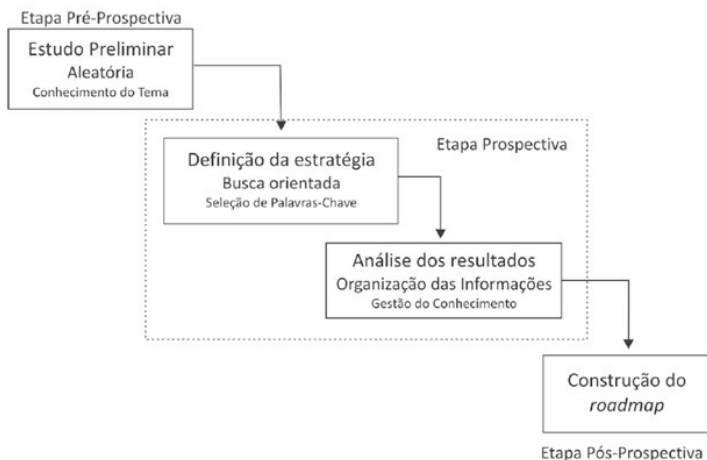 Etapa Pré-Prospectiva
Estudo Preliminar
Aleatória
Conhecimento do Tema
Etapa Prospectiva
Definição da estratégia
Busca orientada
Seleção de Palavras-Chave
Análise dos resultados
Organização das Informações
Gestão do Conhecimento
Construção do
roadmap
Etapa Pós-Prospectiva